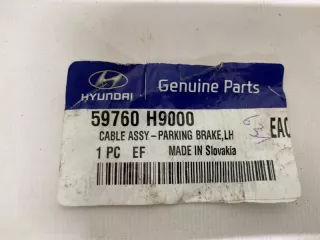 HYUNDAI
Genuine Parts
59760 H9000
CABLE ASSY-PARKING BRAKE,LH
1 PC EF MADE IN Slovakia
EAC